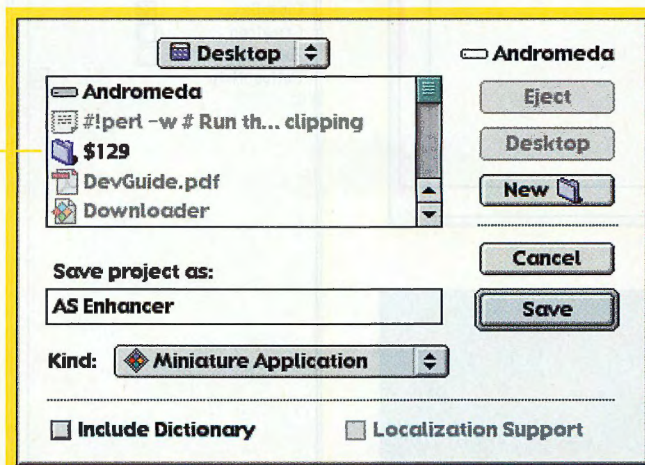 Desktop
Andromeda
Andromeda
#!perl -w # Run th... clipping
$129
DevGuide.pdf
Downloader
Eject
Desktop
New
Save project as:
AS Enhancer
Cancel
Save
Kind: Miniature Application
Include Dictionary
Localization Support